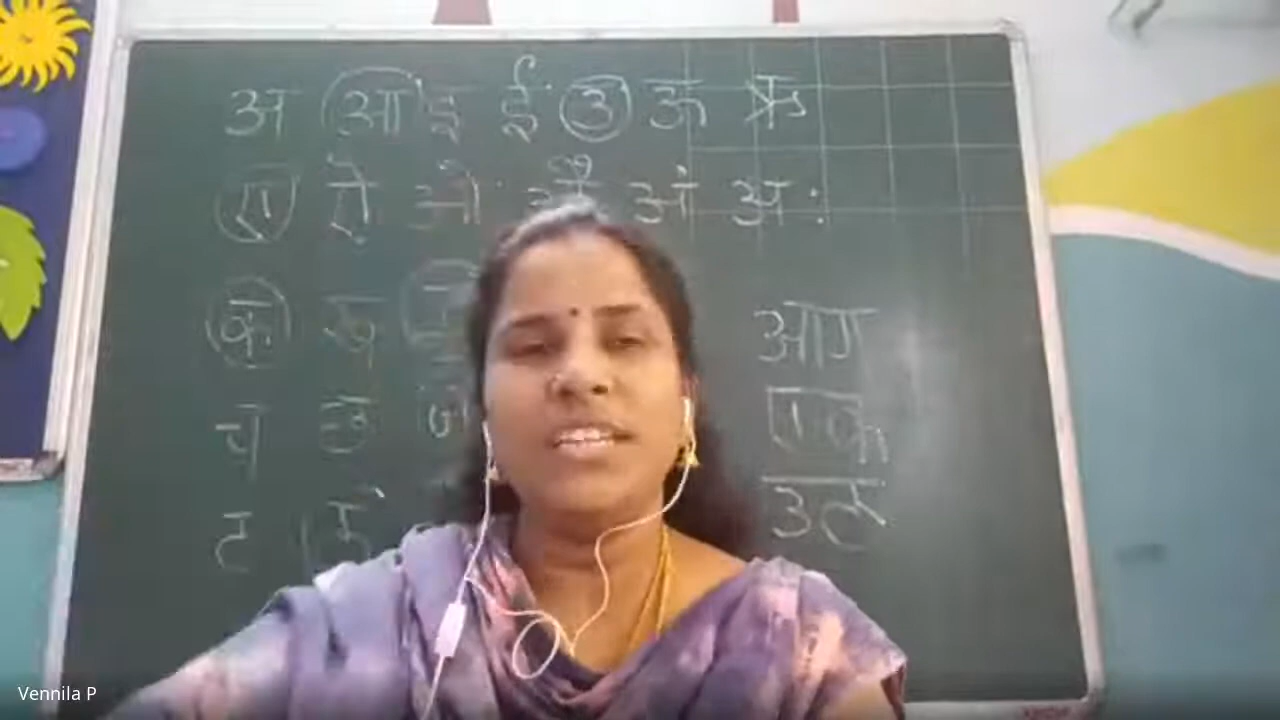 अ आ इ ई उ ऊ ऋ
ए ऐ ओ औ अं अः
क ख
च छ ज
ट ठ
आग
एक
Vennila P